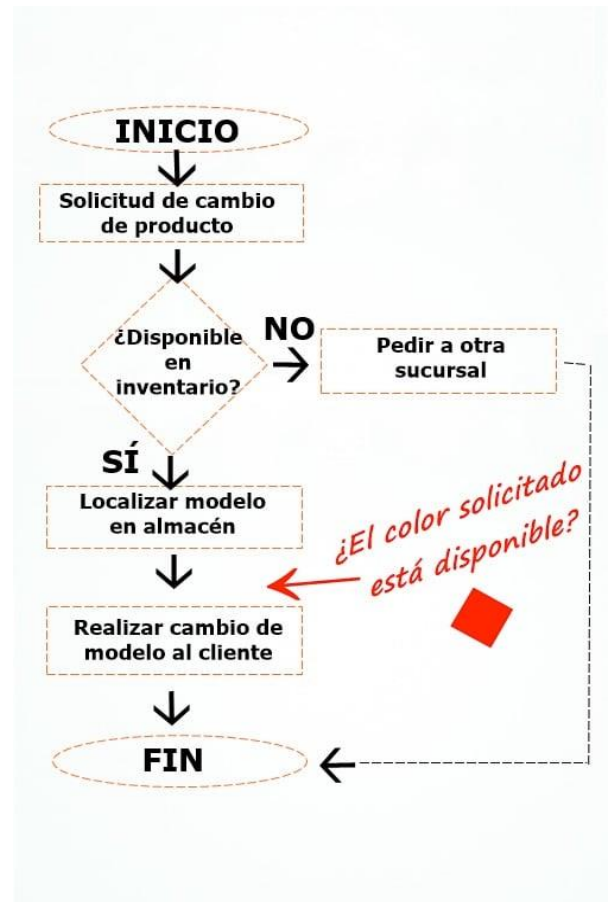 INICIO
Solicitud de cambio
de producto
¿Disponible
en
inventario?
NO
Pedir a otra
sucursal
SÍ
Localizar modelo
en almacén
¿El color solicitado
está disponible?
Realizar cambio de
modelo al cliente
FIN